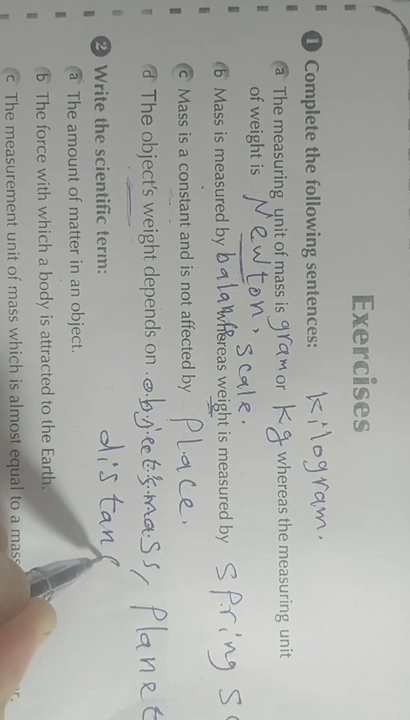 Exercises
kilogram.
1 Complete the following sentences:
a The measuring unit of mass is gram or kg whereas the measuring unit
of weight is Newton.
scale.
b Mass is measured by balance whereas weight is measured by spring
c Mass is a constant and is not affected by place.
d The object's weight depends on object's mass, planet
distan
2 Write the scientific term:
a The amount of matter in an object.
b The force with which a body is attracted to the Earth.
c The measurement unit of mass which is almost equal to a mass